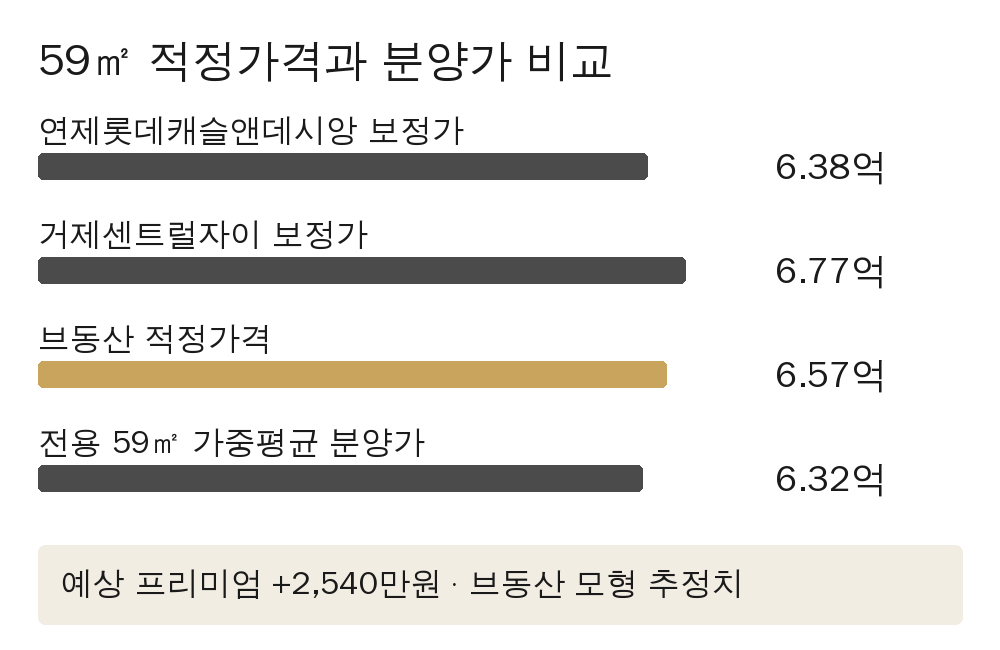 59㎡ 적정가격과 분양가 비교
연제롯데캐슬앤데시앙 보정가
6.38억
거제센트럴자이 보정가
6.77억
브동산 적정가격
6.57억
전용 59㎡ 가중평균 분양가
6.32억
예상 프리미엄 +2,540만원 · 브동산 모형 추정치